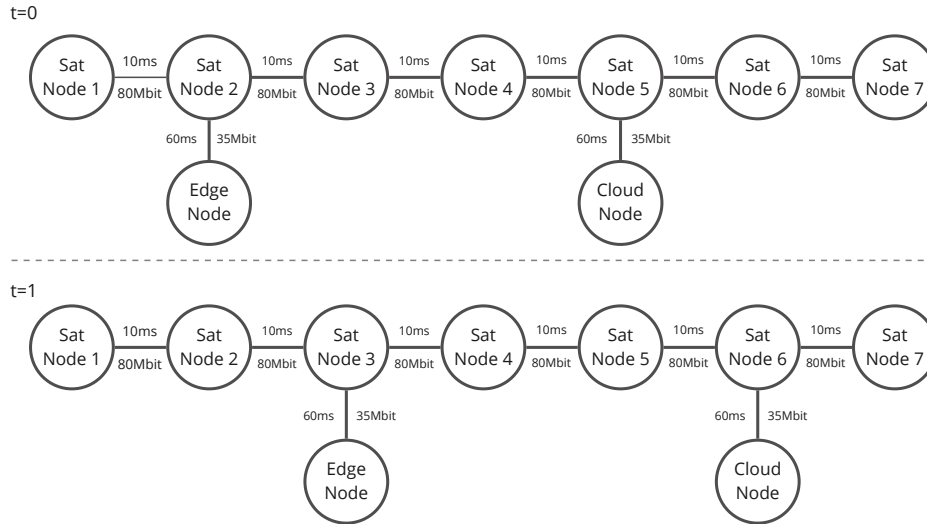 t=0
10ms
10ms
10ms
10ms
10ms
10ms
Sat
Node 1
Sat
Node 2
Sat
Node 3
Sat
Node 4
Sat
Node 5
Sat
Node 6
Sat
Node 7
80Mbit
80Mbit
80Mbit
80Mbit
80Mbit
80Mbit
60ms
35Mbit
60ms
35Mbit
Edge
Node
Cloud
Node
t=1
10ms
10ms
10ms
10ms
10ms
10ms
Sat
Node 1
Sat
Node 2
Sat
Node 3
Sat
Node 4
Sat
Node 5
Sat
Node 6
Sat
Node 7
80Mbit
80Mbit
80Mbit
80Mbit
80Mbit
80Mbit
60ms
35Mbit
60ms
35Mbit
Edge
Node
Cloud
Node